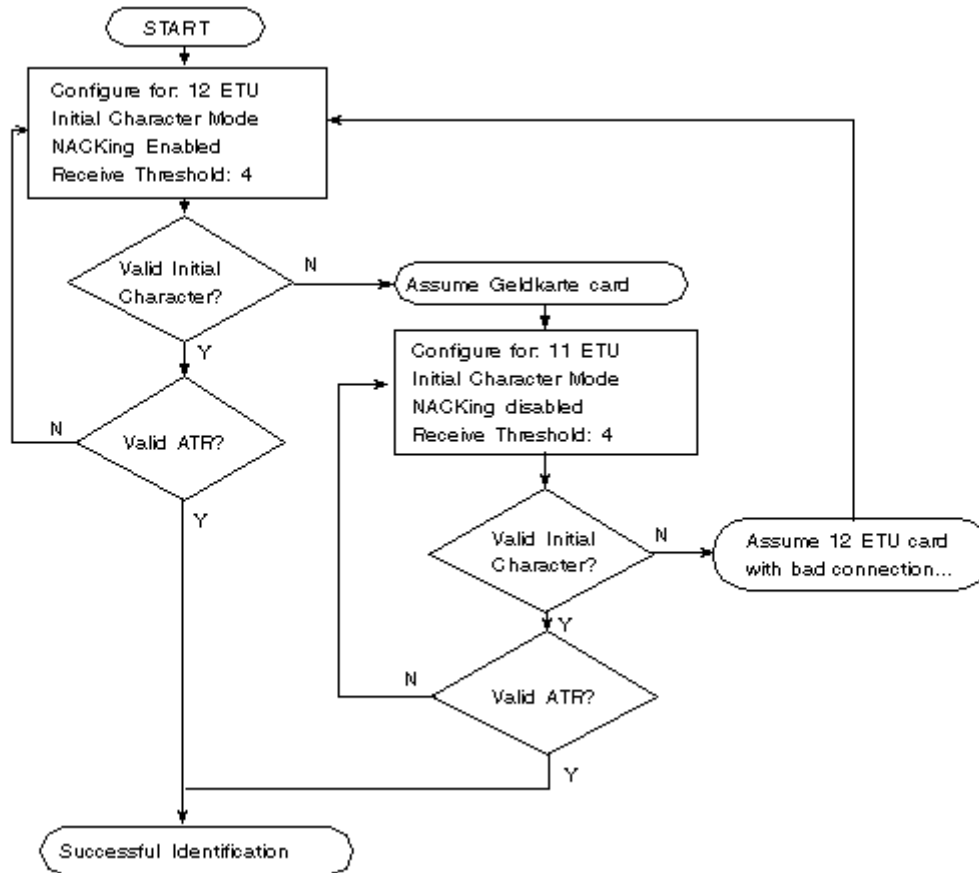 START
Configure for: 12 ETU
Initial Character Mode
NACKing Enabled
Receive Threshold: 4
Valid Initial
Character?
N
Y
Assume Geldkarte card
Configure for: 11 ETU
Initial Character Mode
NACKing disabled
Receive Threshold: 4
Valid ATR?
N
Y
Valid Initial
Character?
N
Y
Assume 12 ETU card
with bad connection...
Valid ATR?
N
Y
Successful Identification